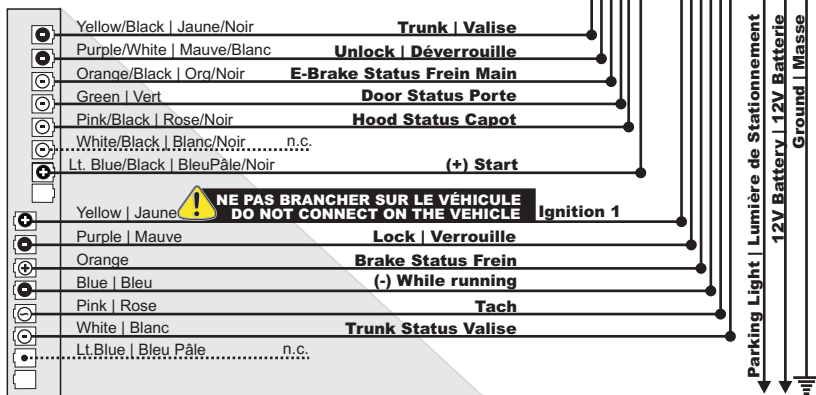 Yellow/Black | Jaune/Noir Trunk | Valise
Purple/White | Mauve/Blanc Unlock | Déverrouille
Orange/Black | Org/Noir E-Brake Status Frein Main
Green | Vert Door Status Porte
Pink/Black | Rose/Noir Hood Status Capot
White/Black | Blanc/Noir n.c.
Lt. Blue/Black | BleuPâle/Noir (+) Start
NE PAS BRANCHER SUR LE VÉHICULE
DO NOT CONNECT ON THE VEHICLE
Yellow | Jaune Ignition 1
Purple | Mauve Lock | Verrouille
Orange Brake Status Frein
Blue | Bleu (-) While running
Pink | Rose Tach
White | Blanc Trunk Status Valise
Lt.Blue | Bleu Pâle n.c.
Parking Light | Lumière de Stationnement
12V Battery | 12V Batterie
Ground | Masse